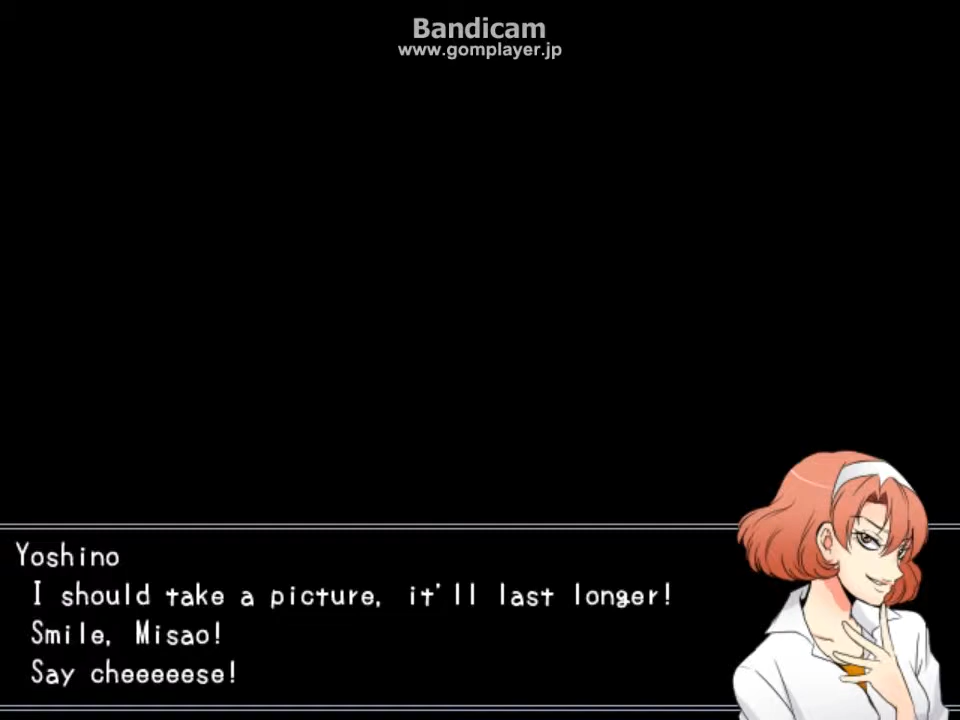 Bandicam
www.gomplayer.jp
Yoshino
I should take a picture, it'll last longer!
Smile, Misao!
Say cheeeeese!